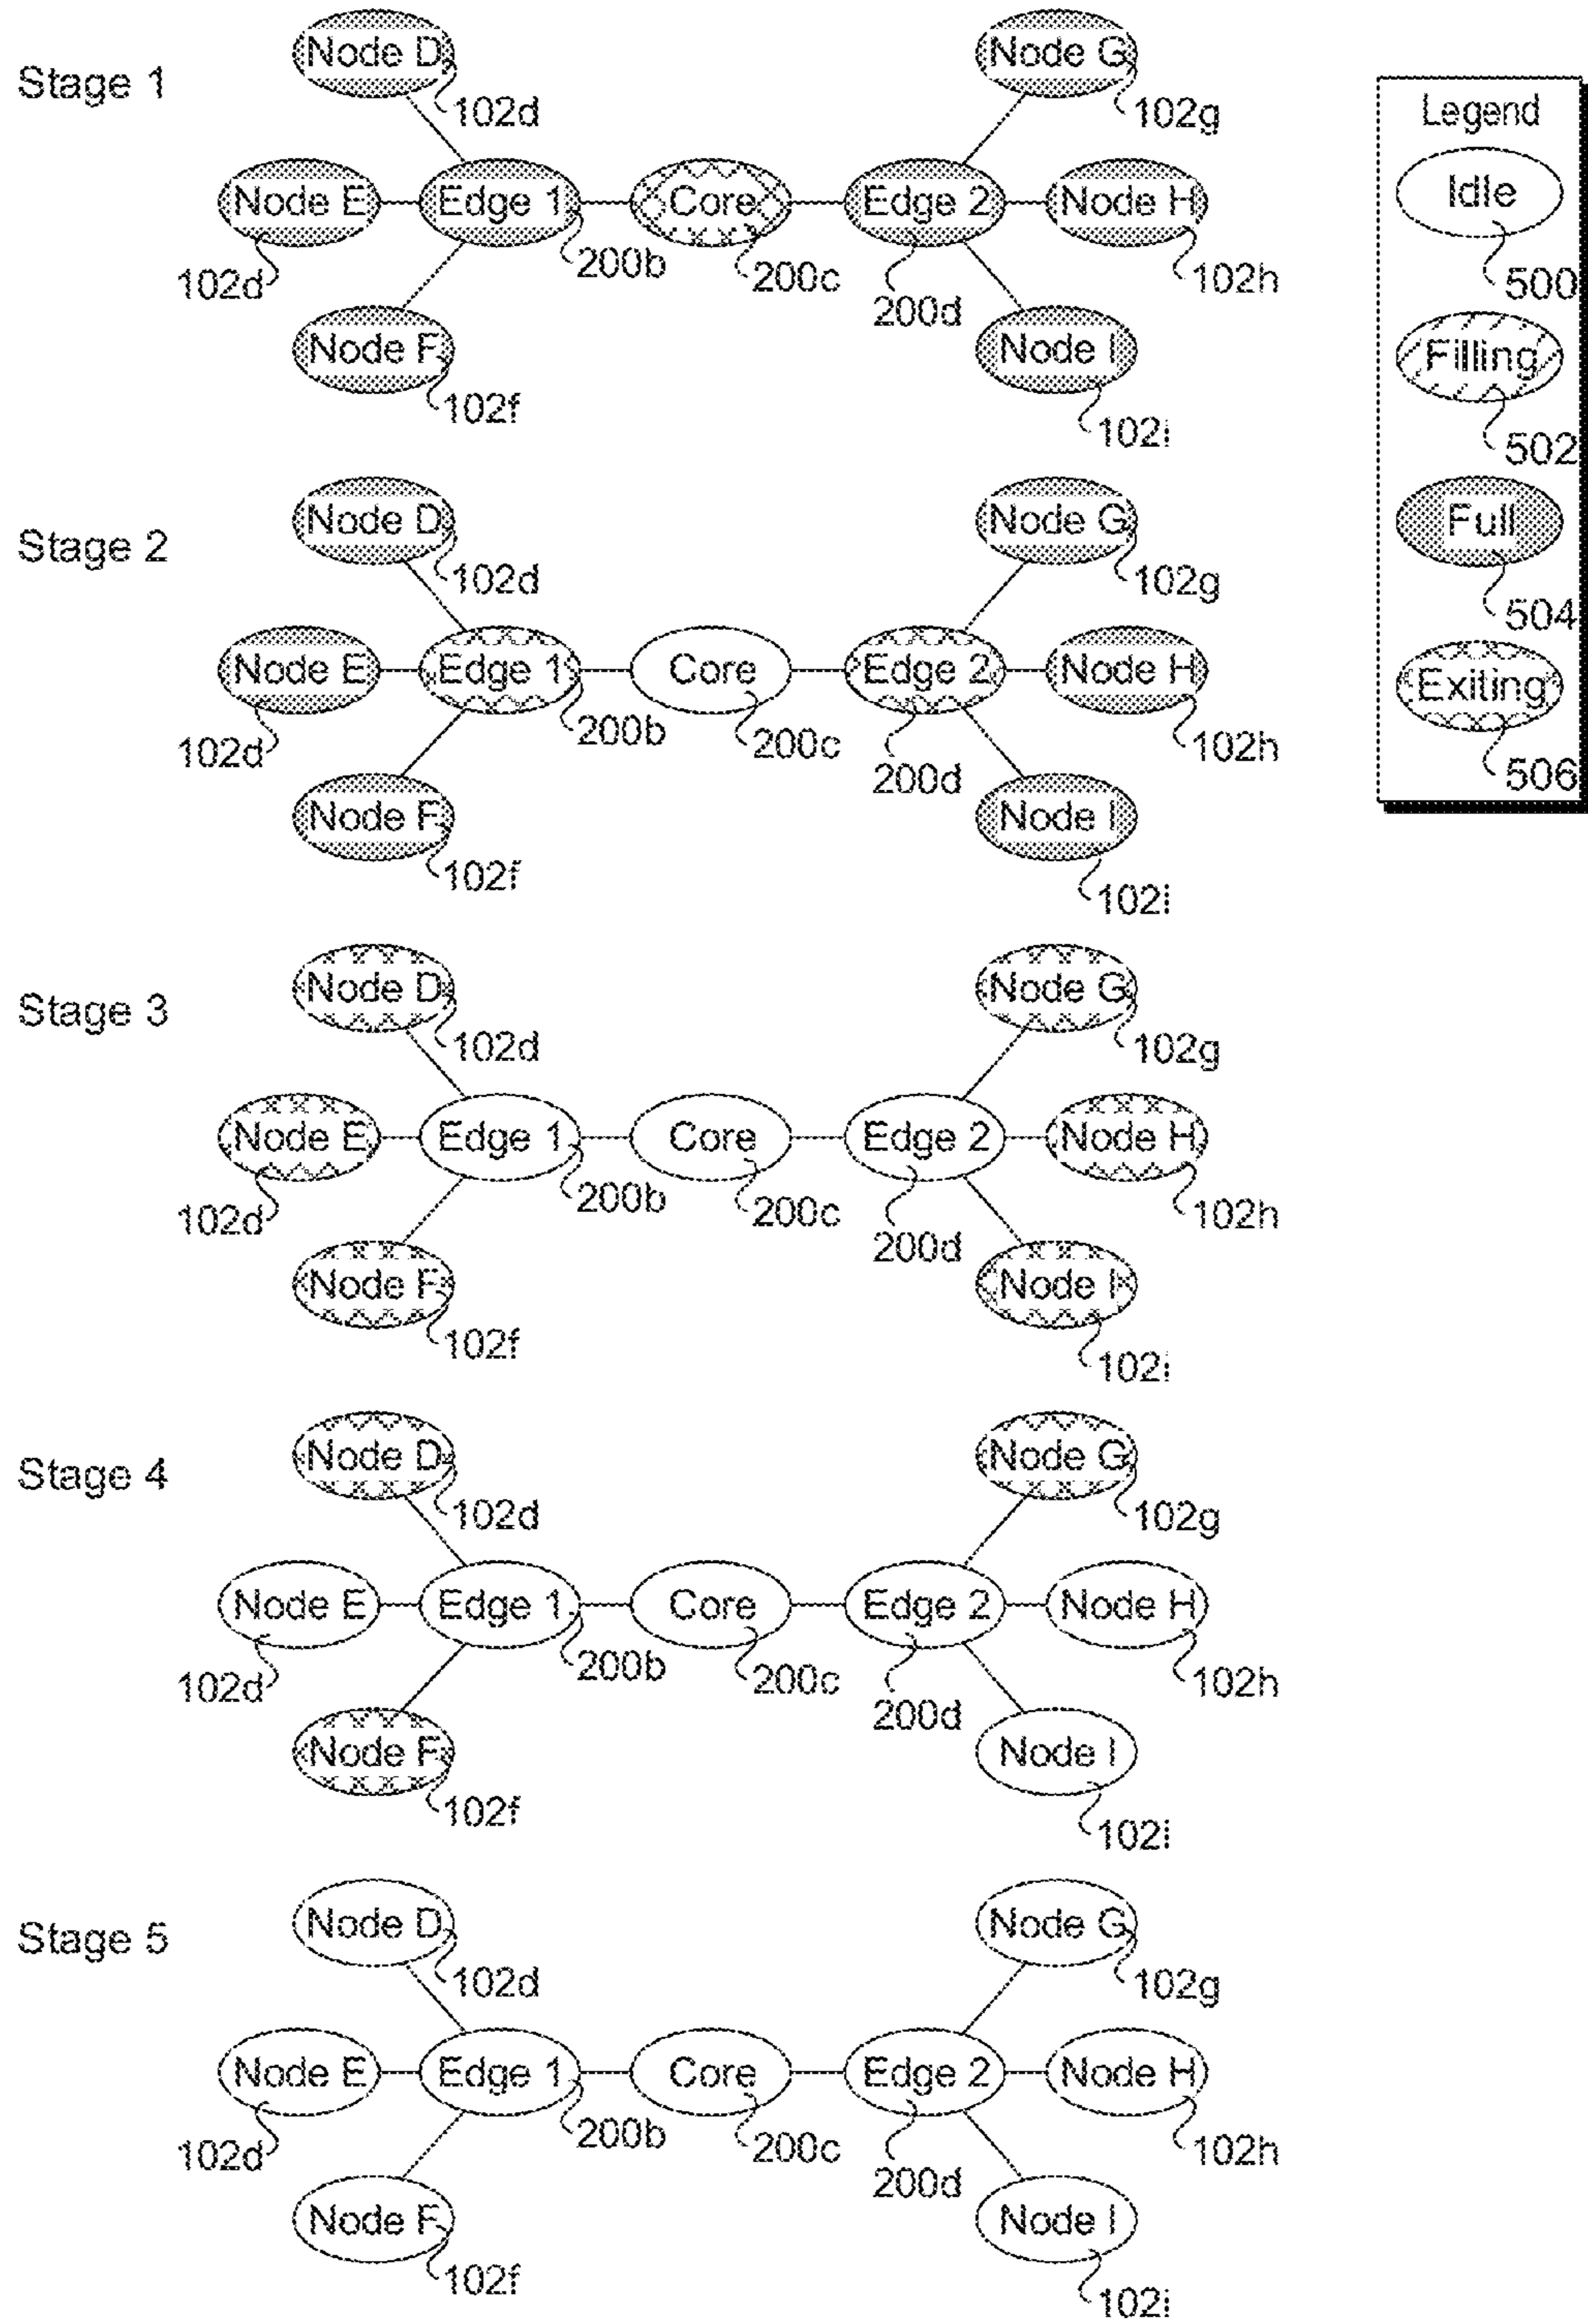 Stage 1
Node D
102d
Node G
102g
Node E
Edge 1
Core
Edge 2
Node H
102d
200b
200c
200d
102h
Node F
102f
Node I
102i
Stage 2
Node D
102d
Node G
102g
Node E
Edge 1
Core
Edge 2
Node H
102d
200b
200c
200d
102h
Node F
102f
Node I
102i
Stage 3
Node D
102d
Node G
102g
Node E
Edge 1
Core
Edge 2
Node H
102d
200b
200c
200d
102h
Node F
102f
Node I
102i
Stage 4
Node D
102d
Node G
102g
Node E
Edge 1
Core
Edge 2
Node H
102d
200b
200c
200d
102h
Node F
102f
Node I
102i
Stage 5
Node D
102d
Node G
102g
Node E
Edge 1
Core
Edge 2
Node H
102d
200b
200c
200d
102h
Node F
102f
Node I
102i
Legend
Idle
500
Filling
502
Full
504
Exiting
506